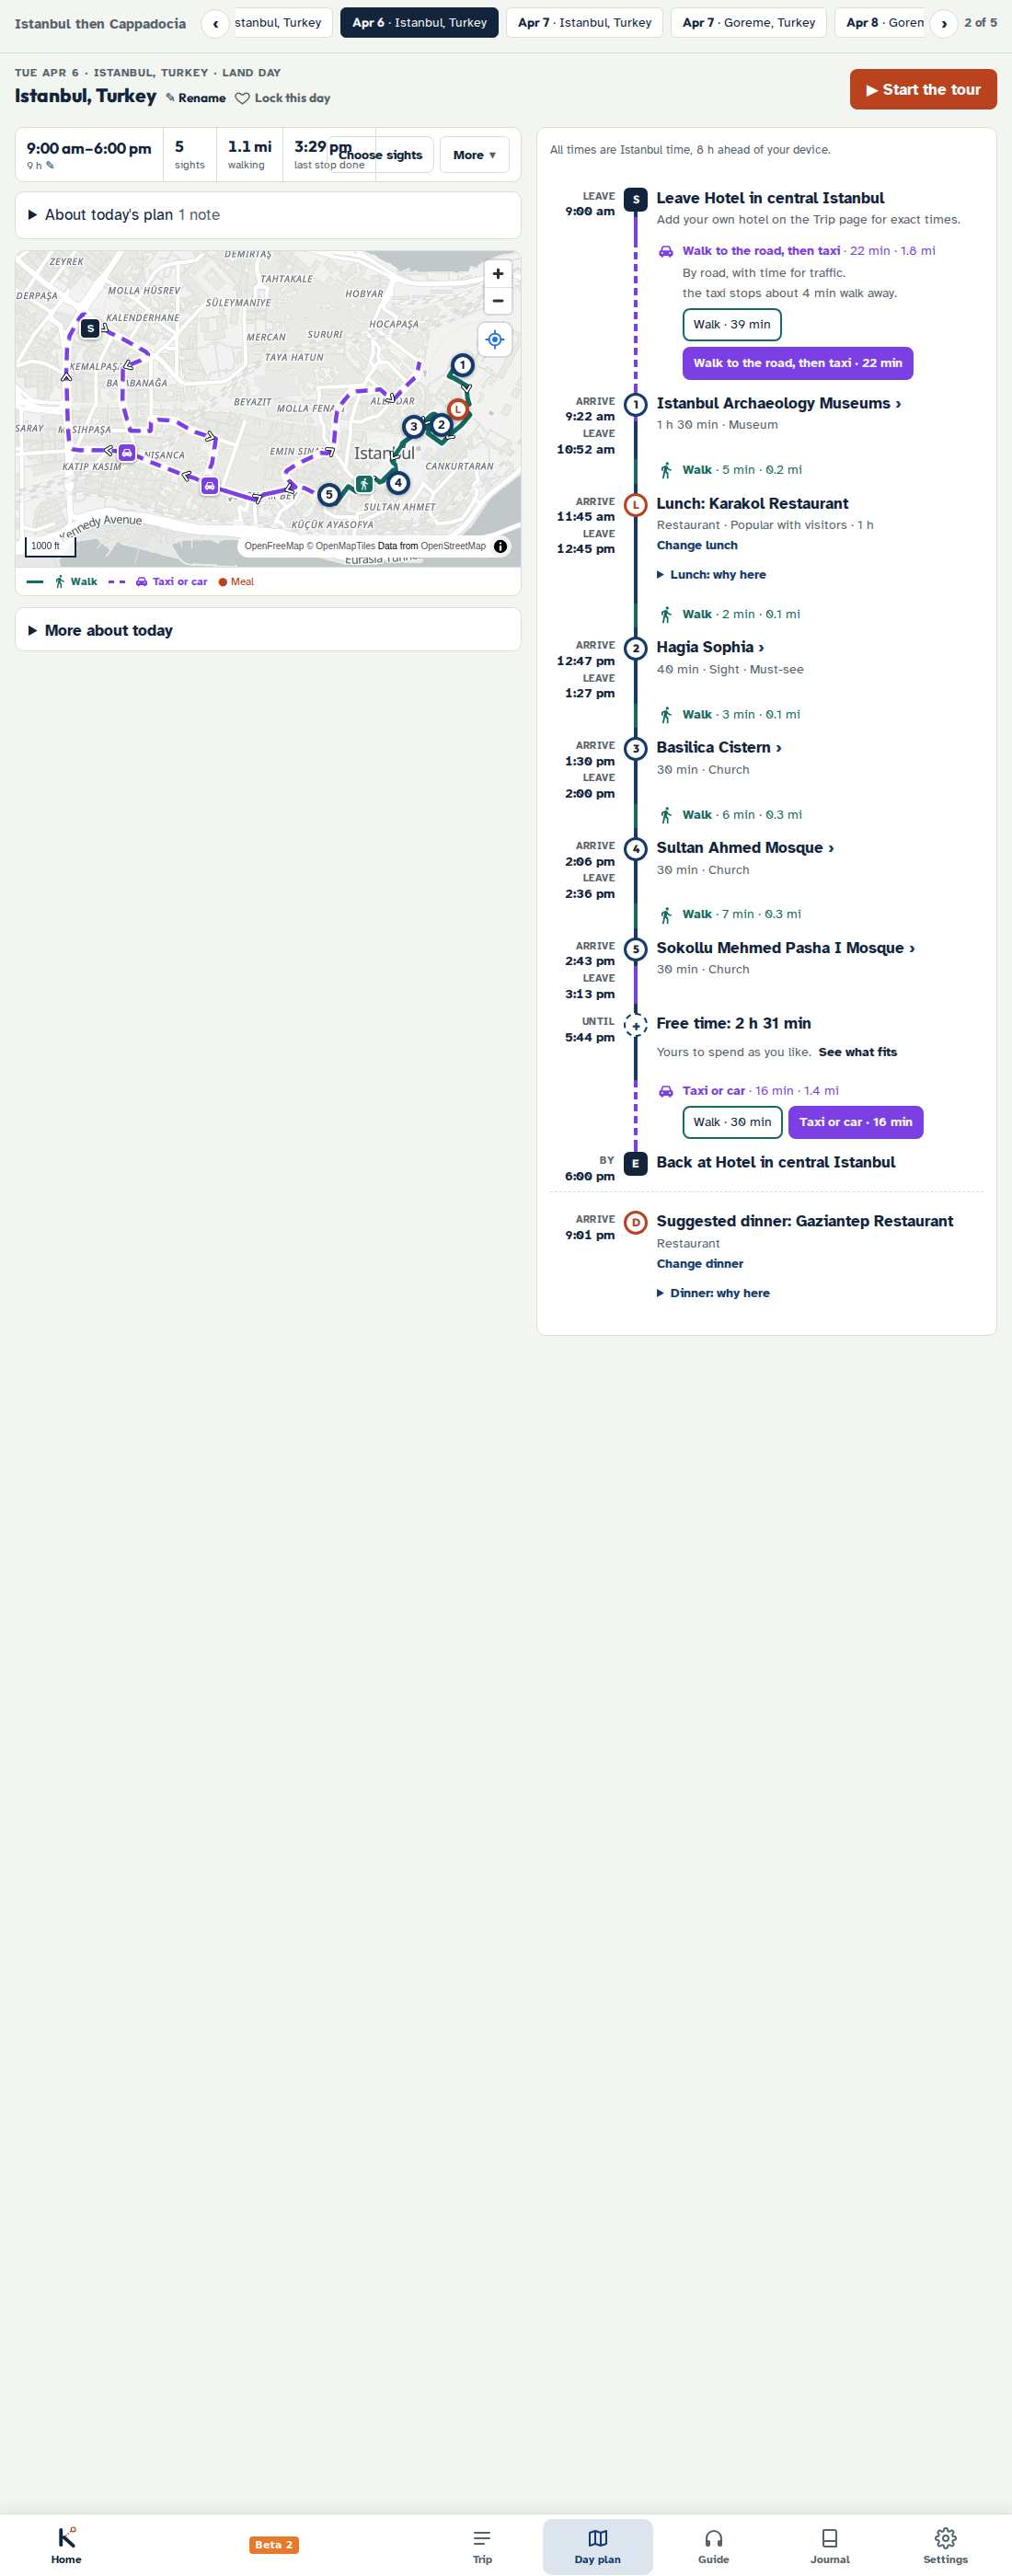 Istanbul then Cappadocia
‹
stanbul, Turkey
Apr 6 · Istanbul, Turkey
Apr 7 · Istanbul, Turkey
Apr 7 · Goreme, Turkey
Apr 8 · Gorem
›
2 of 5
TUE APR 6 · ISTANBUL, TURKEY · LAND DAY
Istanbul, Turkey
✎ Rename
Lock this day
▶ Start the tour
9:00 am–6:00 pm
9 h ✎
5
sights
1.1 mi
walking
3:29 pm
last stop done
Choose sights
More ▼
▶ About today's plan 1 note
ZEYREK
DEMİRTAŞ
TAHTAKALE
DERPAŞA
MOLLA HÜSREV
SÜLEYMANİYE
HOBYAR
KALENDERHANE
HOCAPAŞA
MERCAN
SURURI
TAYA HATUN
KEMALPAŞ
BEYAZIT
Istanbul
CANKURTARAN
SARAY
NİŞANCA
KATIP KASIM
SULTAN AHMET
KÜÇÜK AYASOFYA
Kennedy Avenue
S
1
L
2
3
4
5
+
−
1000 ft
OpenFreeMap © OpenMapTiles Data from OpenStreetMap
Walk
Taxi or car
Meal
▶ More about today
All times are Istanbul time, 8 h ahead of your device.
LEAVE
9:00 am
S
Leave Hotel in central Istanbul
Add your own hotel on the Trip page for exact times.
Walk to the road, then taxi · 22 min · 1.8 mi
By road, with time for traffic.
the taxi stops about 4 min walk away.
Walk · 39 min
Walk to the road, then taxi · 22 min
ARRIVE
9:22 am
LEAVE
10:52 am
1
Istanbul Archaeology Museums ›
1 h 30 min · Museum
Walk · 5 min · 0.2 mi
ARRIVE
11:45 am
LEAVE
12:45 pm
L
Lunch: Karakol Restaurant
Restaurant · Popular with visitors · 1 h
Change lunch
▶ Lunch: why here
Walk · 2 min · 0.1 mi
ARRIVE
12:47 pm
LEAVE
1:27 pm
2
Hagia Sophia ›
40 min · Sight · Must-see
Walk · 3 min · 0.1 mi
ARRIVE
1:30 pm
LEAVE
2:00 pm
3
Basilica Cistern ›
30 min · Church
Walk · 6 min · 0.3 mi
ARRIVE
2:06 pm
LEAVE
2:36 pm
4
Sultan Ahmed Mosque ›
30 min · Church
Walk · 7 min · 0.3 mi
ARRIVE
2:43 pm
LEAVE
3:13 pm
5
Sokollu Mehmed Pasha I Mosque ›
30 min · Church
UNTIL
5:44 pm
+
Free time: 2 h 31 min
Yours to spend as you like. See what fits
Taxi or car · 16 min · 1.4 mi
Walk · 30 min
Taxi or car · 16 min
BY
6:00 pm
E
Back at Hotel in central Istanbul
ARRIVE
9:01 pm
D
Suggested dinner: Gaziantep Restaurant
Restaurant
Change dinner
▶ Dinner: why here
Home
Beta 2
Trip
Day plan
Guide
Journal
Settings